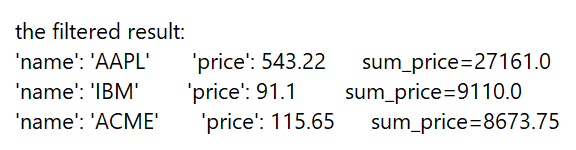 the filtered result:
'name': 'AAPL' 'price': 543.22 sum_price=27161.0
'name': 'IBM' 'price': 91.1 sum_price=9110.0
'name': 'ACME' 'price': 115.65 sum_price=8673.75